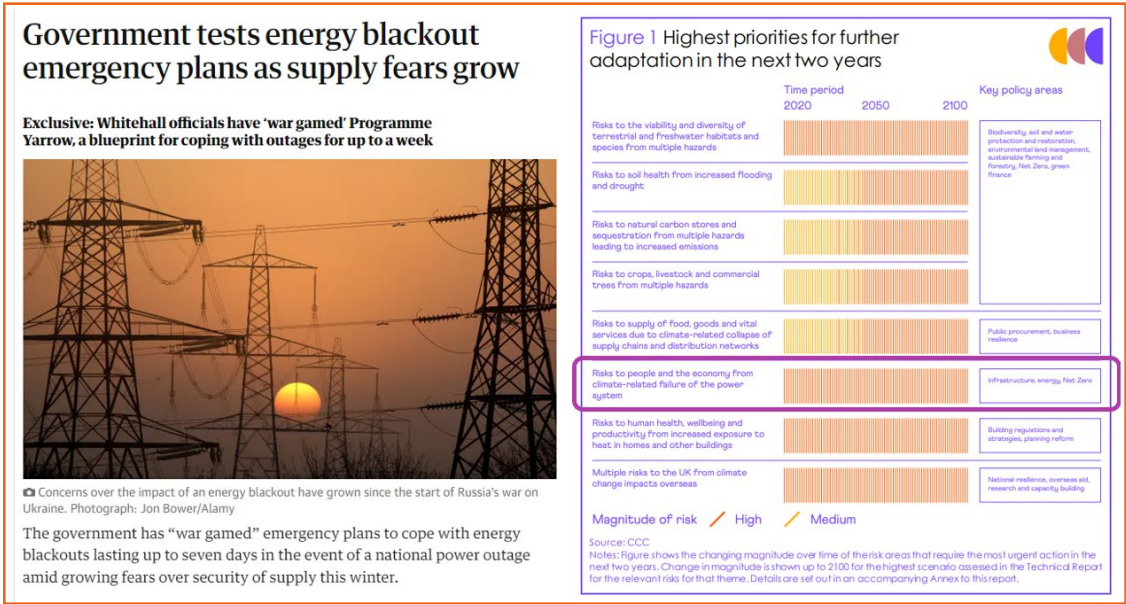 Government tests energy blackout
emergency plans as supply fears grow
Exclusive: Whitehall officials have ‘war gamed’ Programme
Yarrow, a blueprint for coping with outages for up to a week
Concerns over the impact of an energy blackout have grown since the start of Russia's war on
Ukraine. Photograph: Jon Bower/Alamy
The government has “war gamed” emergency plans to cope with energy
blackouts lasting up to seven days in the event of a national power outage
amid growing fears over security of supply this winter.
Figure 1 Highest priorities for further
adaptation in the next two years
Time period
2020 2050 2100
Key policy areas
Risks to the viability and diversity of
terrestrial and freshwater habitats and
species from multiple hazards
Biodiversity, soil and water
protection and restoration,
environmental land management,
sustainable farming and
forestry, Net Zero, green
finance
Risks to soil health from increased flooding
and drought
Risks to natural carbon stores and
sequestration from multiple hazards
leading to increased emissions
Risks to crops, livestock and commercial
trees from multiple hazards
Risks to supply of food, goods and vital
services due to climate-related collapse of
supply chains and distribution networks
Public procurement, business
resilience
Risks to people and the economy from
climate-related failure of the power
system
Infrastructure, energy, Net Zero
Risks to human health, wellbeing and
productivity from increased exposure to
heat in homes and other buildings
Building regulations and
strategies, planning reform
Multiple risks to the UK from climate
change impacts overseas
National resilience, overseas aid,
research and capacity building
Magnitude of risk High Medium
Source: CCC
Notes: Figure shows the changing magnitude over time of the risk areas that require the most urgent action in the
next two years. Change in magnitude is shown up to 2100 for the highest scenario assessed in the Technical Report
for the relevant risks for that theme. Details are set out in an accompanying Annex to this report.